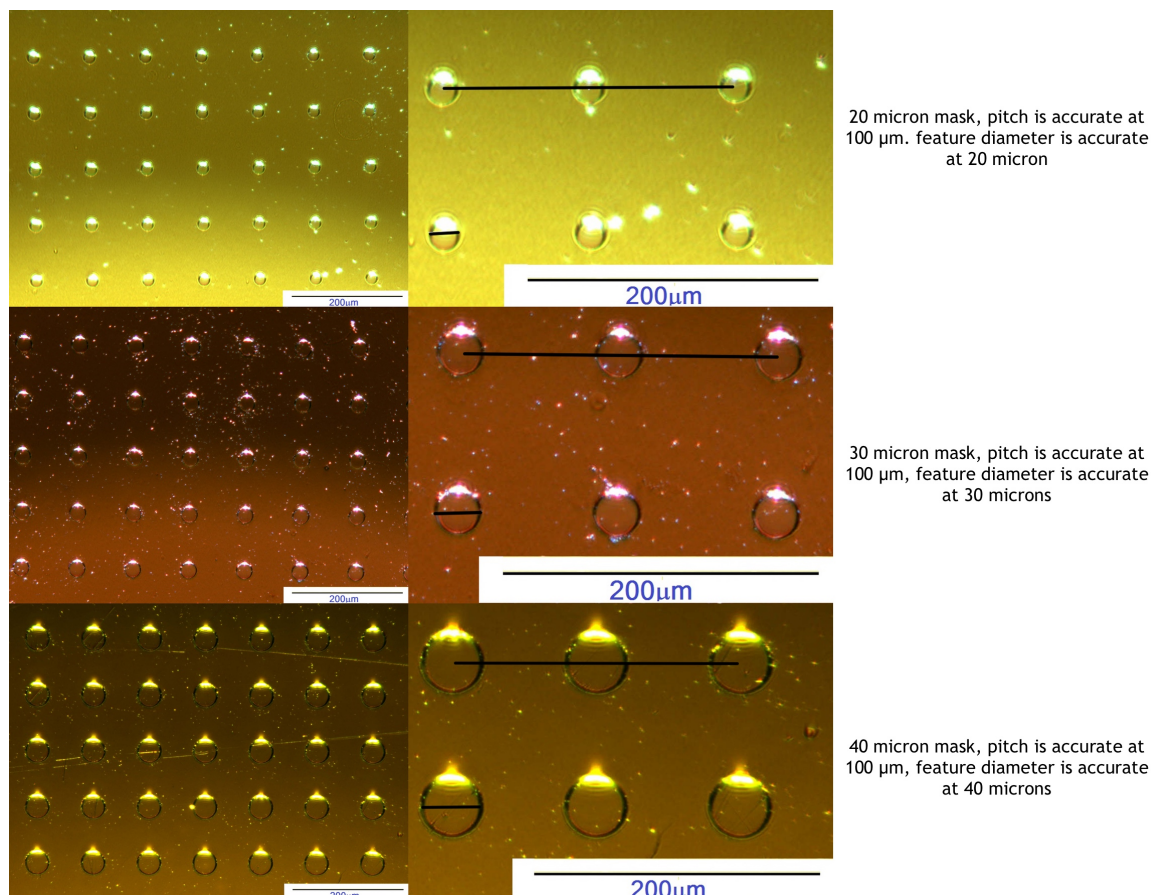 20 micron mask, pitch is accurate at
100 µm. feature diameter is accurate
at 20 micron
200µm
200µm
30 micron mask, pitch is accurate at
100 µm, feature diameter is accurate
at 30 microns
200µm
200µm
40 micron mask, pitch is accurate at
100 µm, feature diameter is accurate
at 40 microns
200µm
200µm